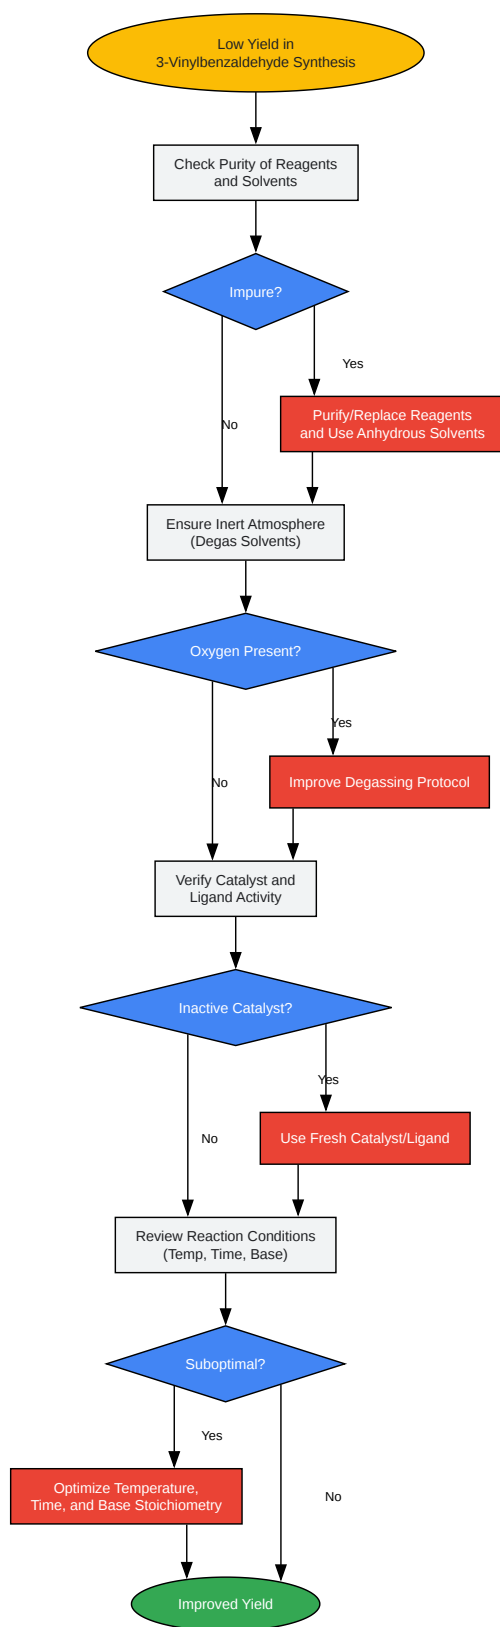 Low Yield in
3-Vinylbenzaldehyde Synthesis
Check Purity of Reagents
and Solvents
Impure?
Yes
Purify/Replace Reagents
and Use Anhydrous Solvents
No
Ensure Inert Atmosphere
(Degas Solvents)
Oxygen Present?
Yes
Improve Degassing Protocol
No
Verify Catalyst and
Ligand Activity
Inactive Catalyst?
Yes
Use Fresh Catalyst/Ligand
No
Review Reaction Conditions
(Temp, Time, Base)
Suboptimal?
Yes
Optimize Temperature,
Time, and Base Stoichiometry
No
Improved Yield